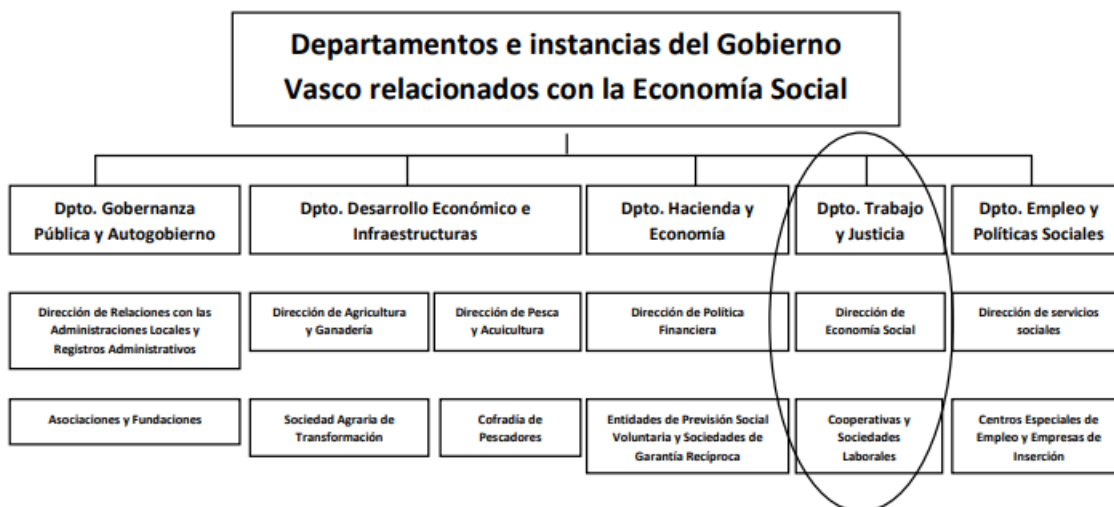 Departamentos e instancias del Gobierno
Vasco relacionados con la Economía Social
Dpto. Gobernanza
Pública y Autogobierno
Dpto. Desarrollo Económico e
Infraestructuras
Dpto. Hacienda y
Economía
Dpto. Trabajo
y Justicia
Dpto. Empleo y
Políticas Sociales
Dirección de Relaciones con las
Administraciones Locales y
Registros Administrativos
Dirección de Agricultura
y Ganadería
Dirección de Pesca
y Acuicultura
Dirección de Política
Financiera
Dirección de
Economía Social
Dirección de servicios
sociales
Asociaciones y Fundaciones
Sociedad Agraria de
Transformación
Cofradía de
Pescadores
Entidades de Previsión Social
Voluntaria y Sociedades de
Garantía Recíproca
Cooperativas y
Sociedades
Laborales
Centros Especiales de
Empleo y Empresas de
Inserción